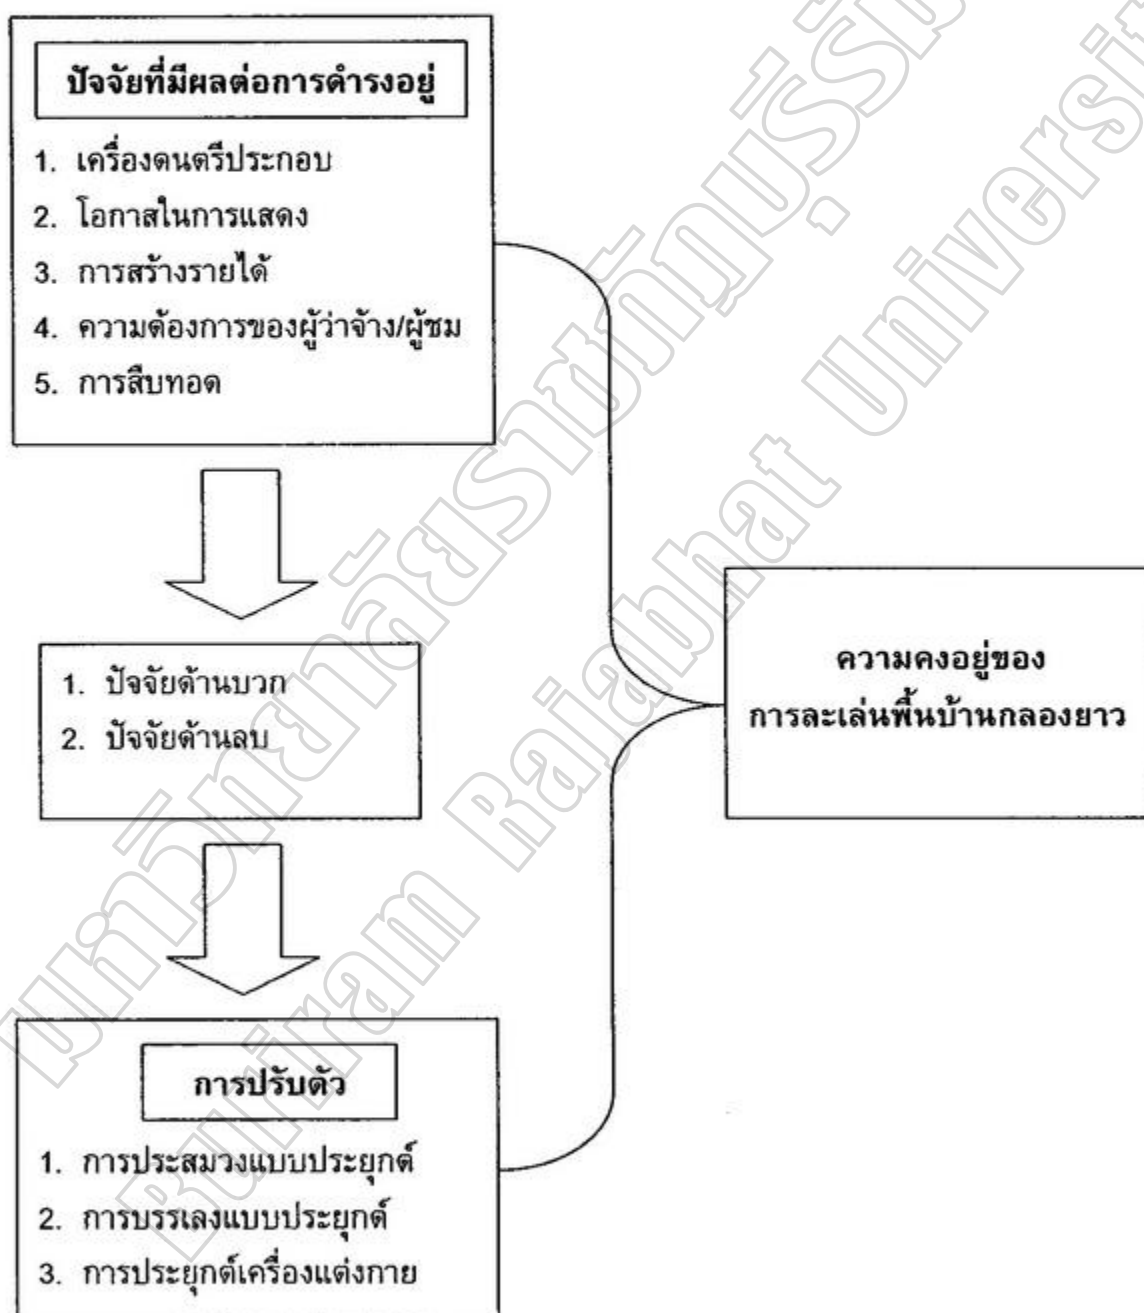 ปัจจัยที่มีผลต่อการดำรงอยู่
1. เครื่องดนตรีประกอบ
2. โอกาสในการแสดง
3. การสร้างรายได้
4. ความต้องการของผู้ว่าจ้าง/ผู้ชม
5. การสืบทอด
1. ปัจจัยด้านบวก
2. ปัจจัยด้านลบ
การปรับตัว
1. การประสมวงแบบประยุกต์
2. การบรรเลงแบบประยุกต์
3. การประยุกต์เครื่องแต่งกาย
ความคงอยู่ของ
การละเล่นพื้นบ้านกลองยาว
Buriram Rajabhat Universit